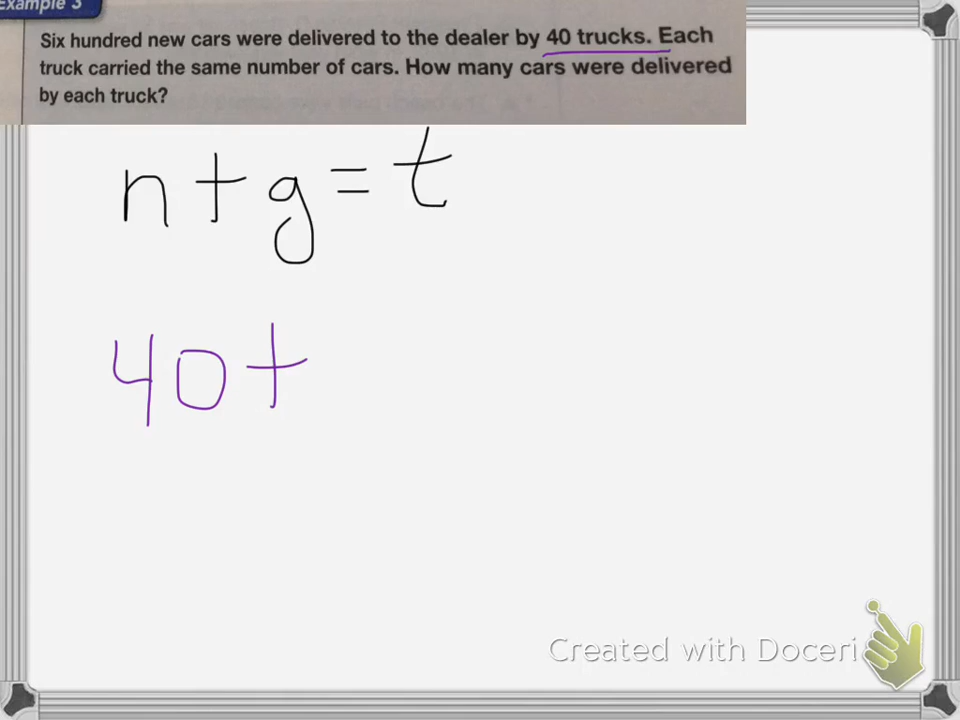 Example 3
Six hundred new cars were delivered to the dealer by 40 trucks. Each
truck carried the same number of cars. How many cars were delivered
by each truck?
n + g = t
40 +
Created with Doceri